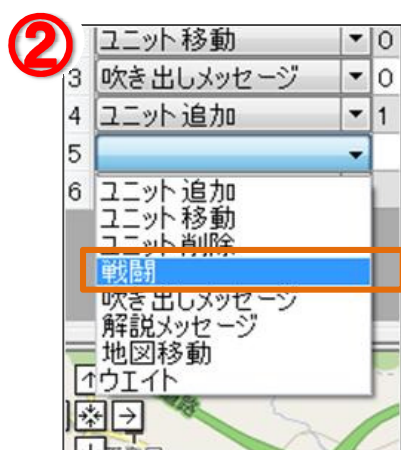 ②
ユニット移動 0
3 吹き出しメッセージ 0
4 ユニット追加 1
5
6 ユニット追加
ユニット移動
ユニット削除
戦闘
吹き出しメッセージ
解説メッセージ
地図移動
ウエイト